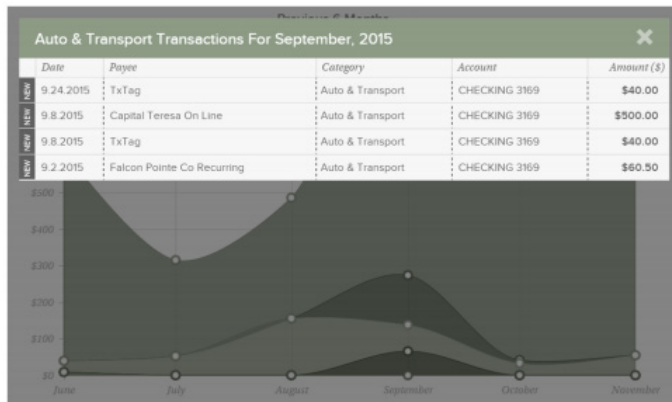 Previous 6 Months
Auto & Transport Transactions For September, 2015
Date Payee Category Account Amount ($)
NEW 9.24.2015 TxTag Auto & Transport CHECKING 3169 $40.00
NEW 9.8.2015 Capital Teresa On Line Auto & Transport CHECKING 3169 $500.00
NEW 9.8.2015 TxTag Auto & Transport CHECKING 3169 $40.00
NEW 9.2.2015 Falcon Pointe Co Recurring Auto & Transport CHECKING 3169 $60.50
$500
$400
$300
$200
$100
$0
June July August September October November